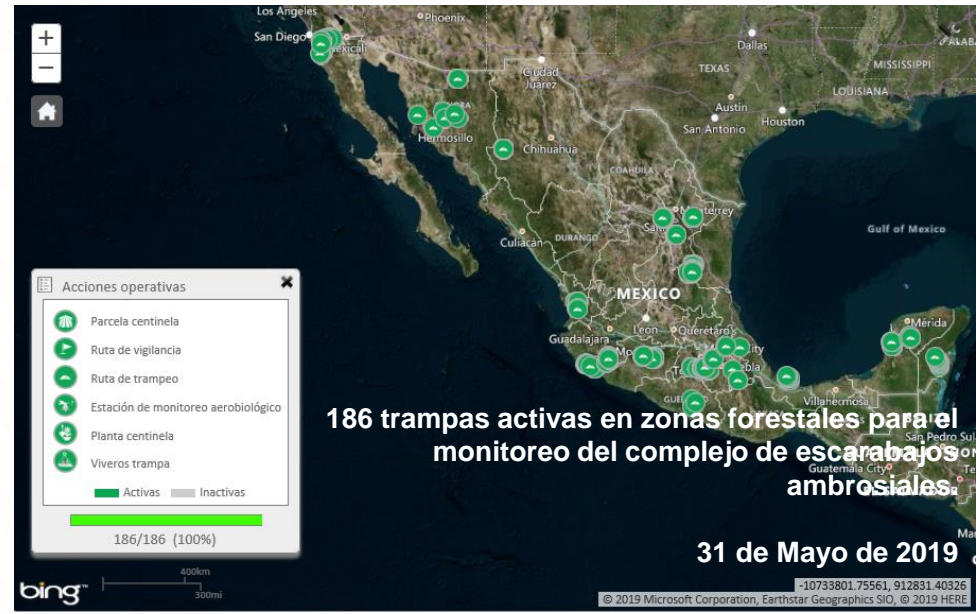 Los Angeles
Phoenix
San Diego
Mexicali
Dallas
TEXAS
MISSISSIPPI
Ciudad
Juárez
LOUISIANA
Austin
San Antonio
Houston
Hermosillo
Chihuahua
COAHUILA
Monterrey
Culiacán
DURANGO
Gulf of Mexico
MEXICO
León
Querétaro
Guadalajara
Mérida
Villahermosa
San Pedro Sul
Guatemala City
EL SALVADOR
+
−
Acciones operativas
Parcela centinela
Ruta de vigilancia
Ruta de trampeo
Estación de monitoreo aerobiológico
Planta centinela
Viveros trampa
Activas Inactivas
186/186 (100%)
186 trampas activas en zonas forestales para el
monitoreo del complejo de escarabajos
ambrosiales.
31 de Mayo de 2019
400km
300mi
bing™
-10733801.75561, 912831.40326
© 2019 Microsoft Corporation, Earthstar Geographics SIO, © 2019 HERE